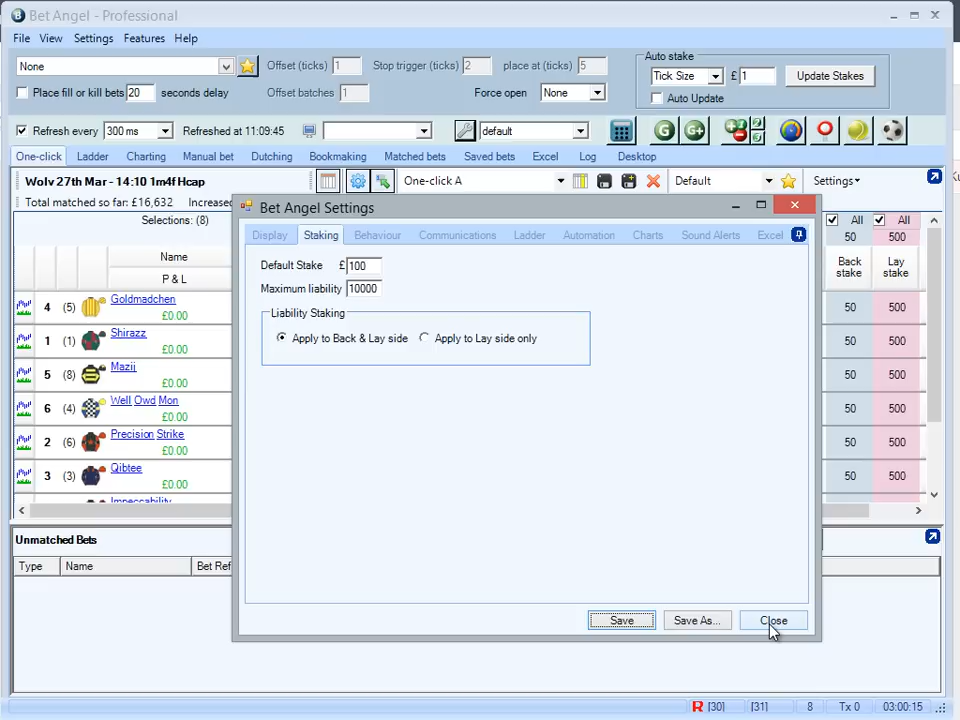 Bet Angel - Professional
File View Settings Features Help
None Offset (ticks) 1 Stop trigger (ticks) 2 place at (ticks) 5 Auto stake
Tick Size £ 1 Update Stakes
Place fill or kill bets 20 seconds delay Offset batches 1 Force open None Auto Update
Refresh every 300 ms Refreshed at 11:09:45 default G G+
One-click Ladder Charting Manual bet Dutching Bookmaking Matched bets Saved bets Excel Log Desktop
Wolv 27th Mar - 14:10 1m4f Hcap One-click A Default Settings
Total matched so far: £16,632 Increased
Bet Angel Settings
Selections: (8) All All
Display Staking Behaviour Communications Ladder Automation Charts Sound Alerts Excel 50 500
Name Back stake Lay stake
P & L
Default Stake £ 100
Maximum liability 10000
Liability Staking
Apply to Back & Lay side Apply to Lay side only
4 (5) Goldmadchen 50 500
£0.00
1 (1) Shirazz 50 500
£0.00
5 (8) Mazii 50 500
£0.00
6 (4) Well Owd Mon 50 500
£0.00
2 (6) Precision Strike 50 500
£0.00
3 (3) Qibtee 50 500
£0.00
Impeccability
Unmatched Bets
Type Name Bet Ref
Save Save As... Close
R [30] [31] 8 Tx 0 03:00:15